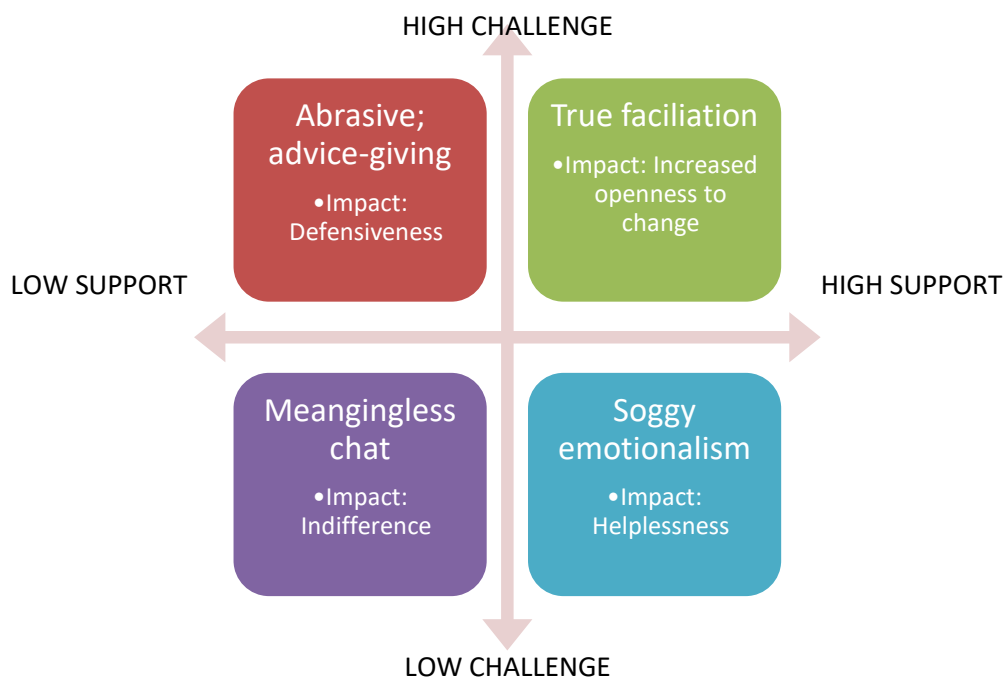 HIGH CHALLENGE
Abrasive;
advice-giving
•Impact:
Defensiveness
True faciliation
•Impact: Increased
openness to
change
LOW SUPPORT
HIGH SUPPORT
Meangingless
chat
•Impact:
Indifference
Soggy
emotionalism
•Impact:
Helplessness
LOW CHALLENGE